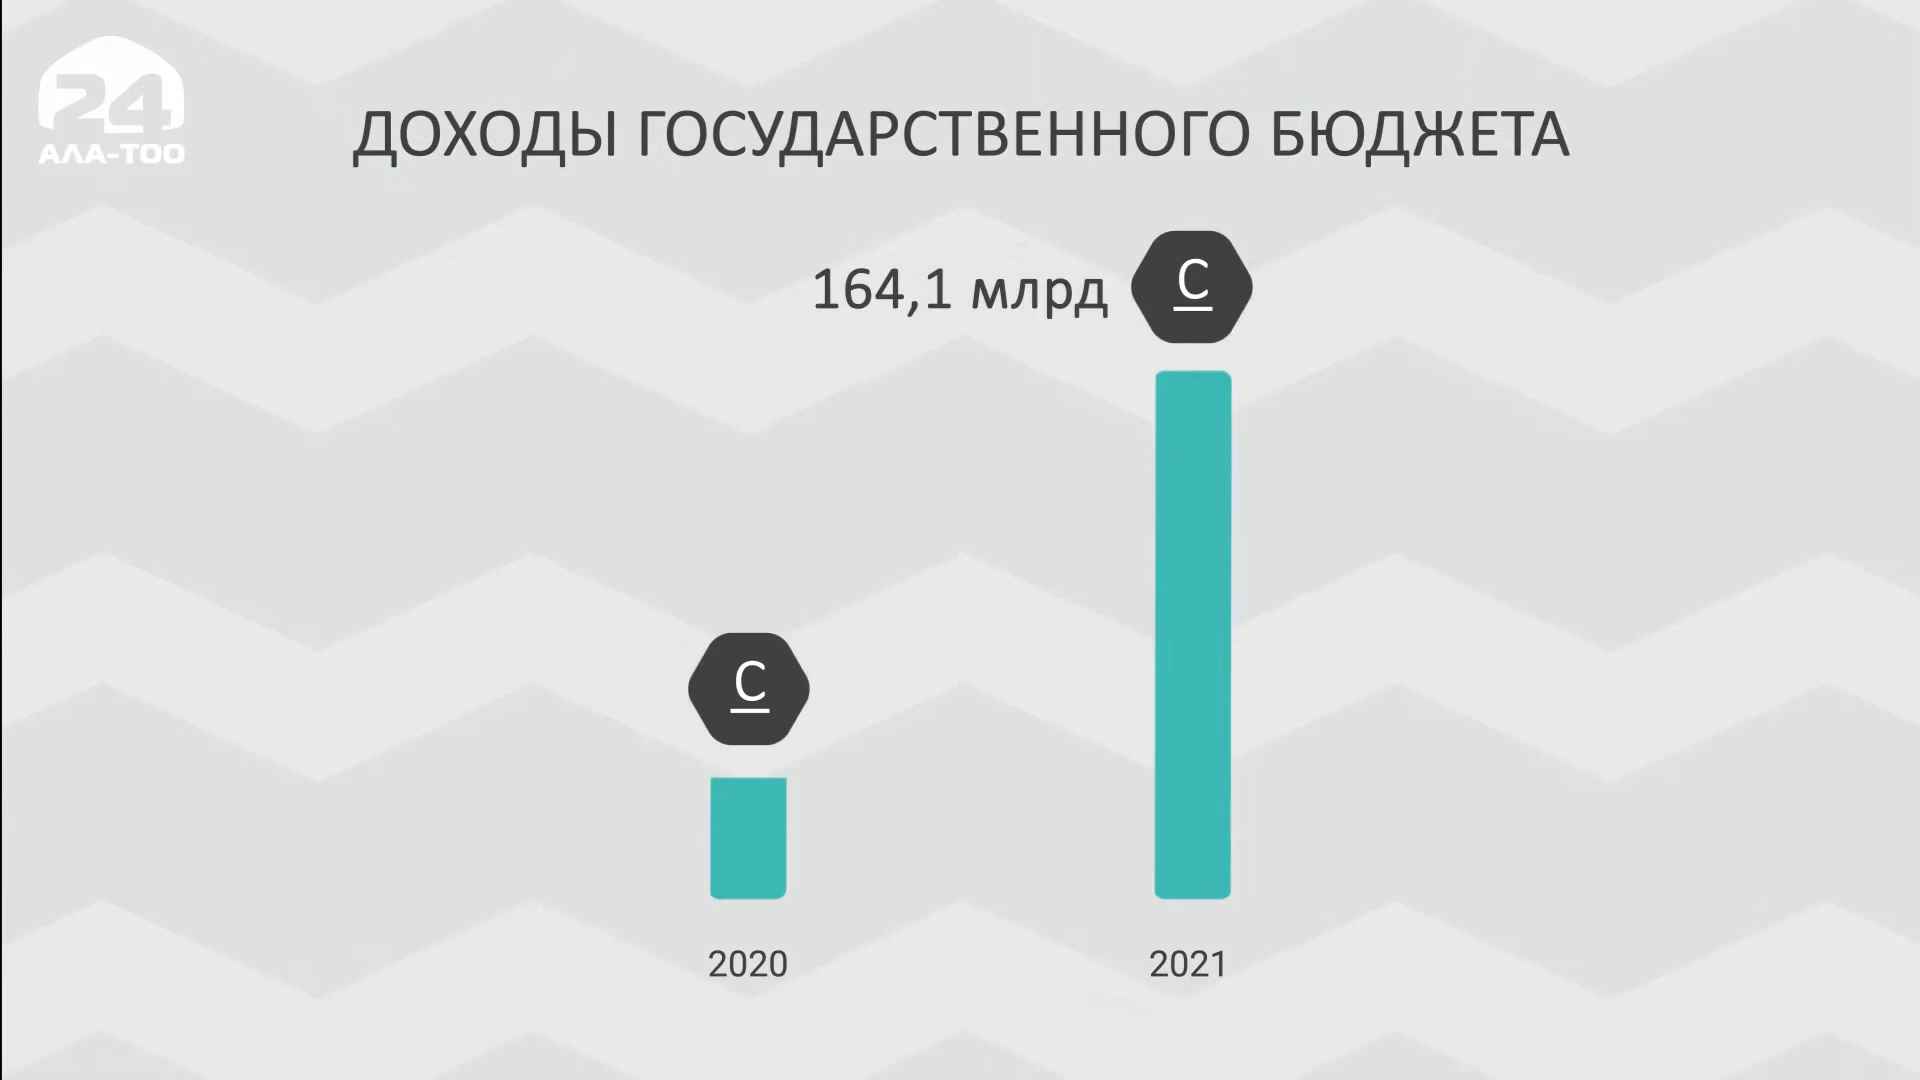 24
АЛА-ТОО
ДОХОДЫ ГОСУДАРСТВЕННОГО БЮДЖЕТА
164,1 млрд С
С
2020 2021